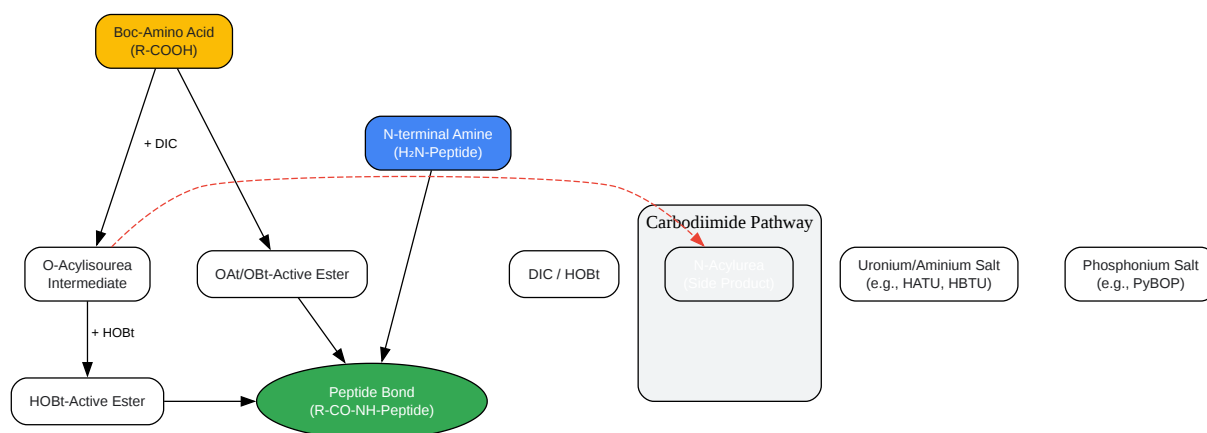 Boc-Amino Acid
(R-COOH)
+ DIC
N-terminal Amine
(H₂N-Peptide)
Carbodiimide Pathway
O-Acylisourea
Intermediate
OAt/OBt-Active Ester
DIC / HOBt
N-Acylurea
(Side Product)
Uronium/Aminium Salt
(e.g., HATU, HBTU)
Phosphonium Salt
(e.g., PyBOP)
+ HOBt
HOBt-Active Ester
Peptide Bond
(R-CO-NH-Peptide)